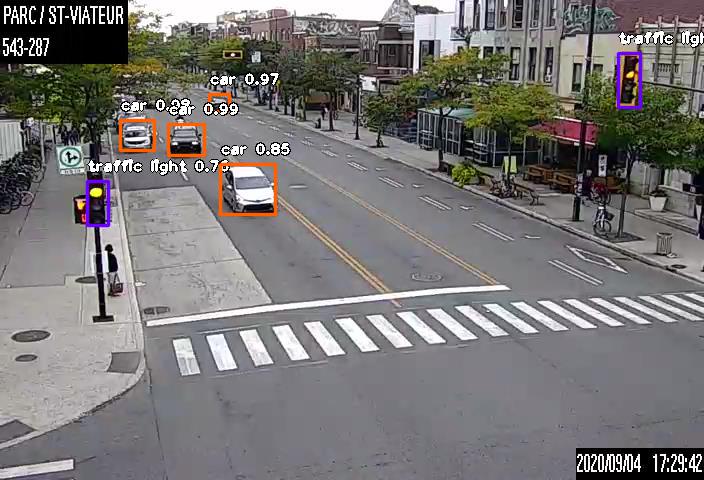 PARC / ST-VIATEUR
543-287
traffic ligh
car 0.97
car 0.99
car 0.85
traffic light 0.76
2020/09/04 17:29:42